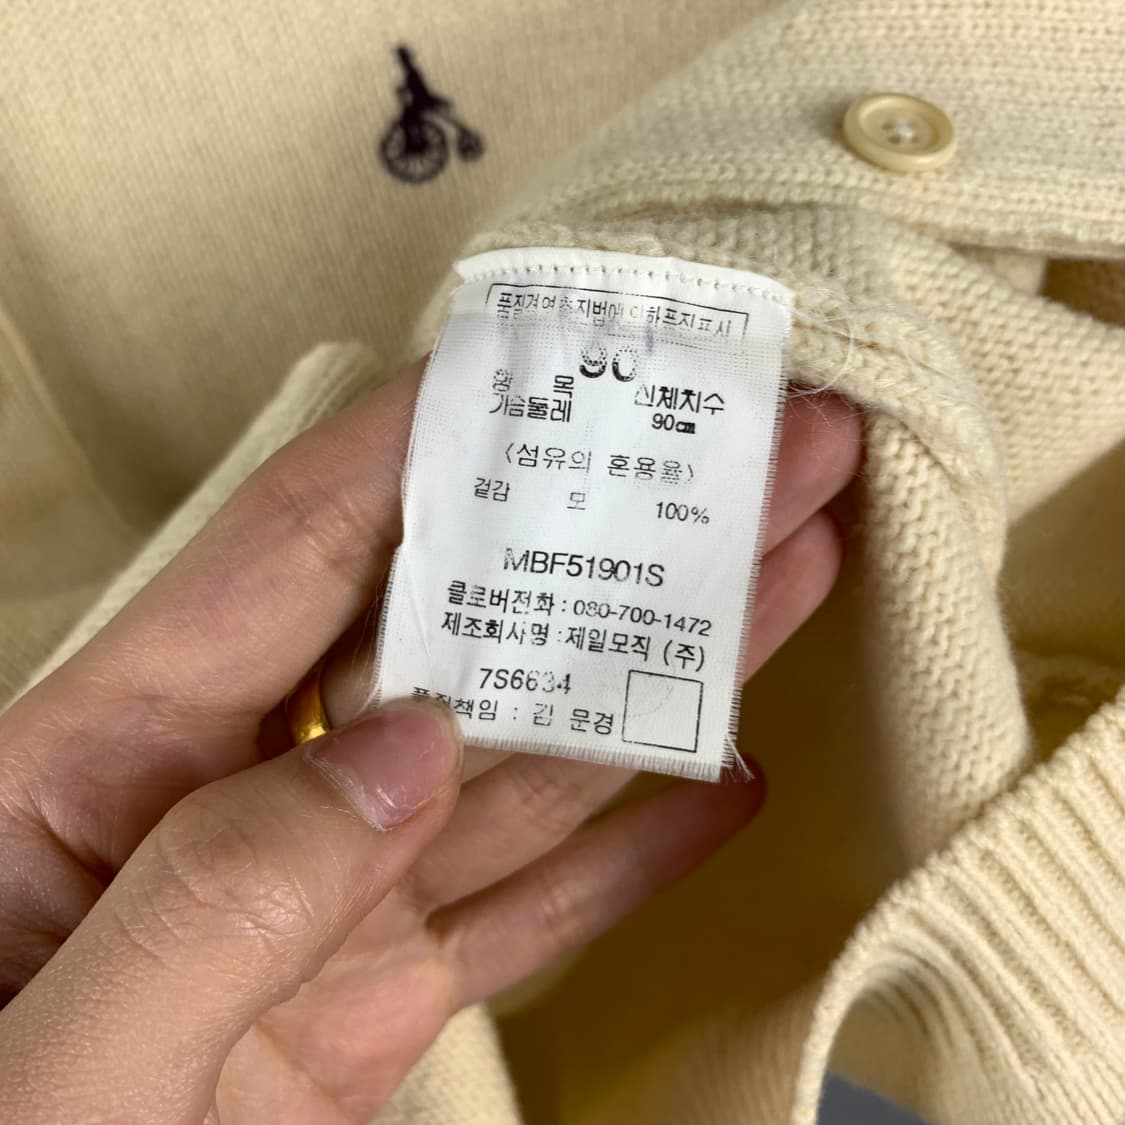 품질경영촉진법에 의한품질표시
90
항 목 신체치수
가슴둘레 90㎝
〈섬유의 혼용율〉
겉감 모 100%
MBF51901S
클로버전화 : 080-700-1472
제조회사명 : 제일모직 (주)
7S6634
품질책임 : 김 문경